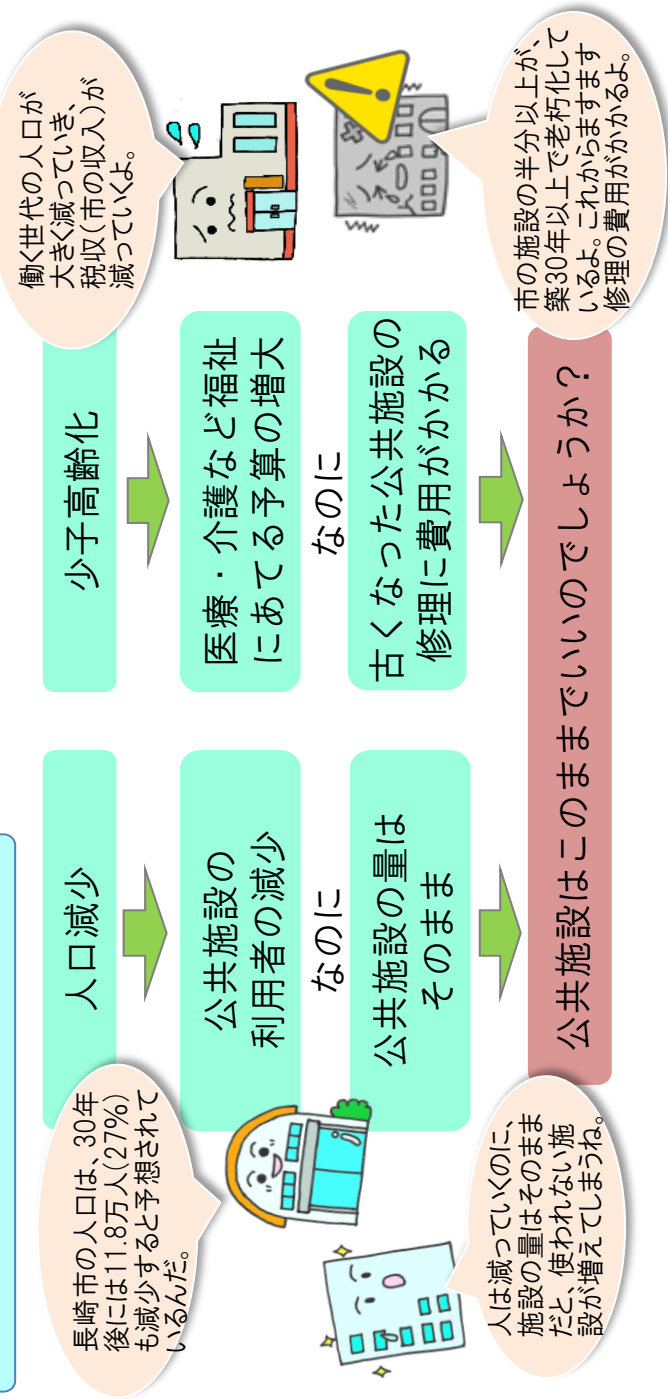 長崎市の人口は、30年
後には11.8万人(27%)
も減少すると予想されて
いるんだ。
人口減少
公共施設の
利用者の減少
なのに
公共施設の量は
そのまま
人は減っていくのに、
施設の量はそのまま
だと、使われない施
設が増えてしまうね。
働く世代の人口が
大きく減っていき、
税収(市の収入)が
減っていくよ。
少子高齢化
医療・介護など福祉
にあてる予算の増大
なのに
古くなった公共施設の
修理に費用がかかる
市の施設の半分以上が、
築30年以上で老朽化して
いるよ。これからますます
修理の費用がかかるよ。
公共施設はこのままでいいのでしょうか?